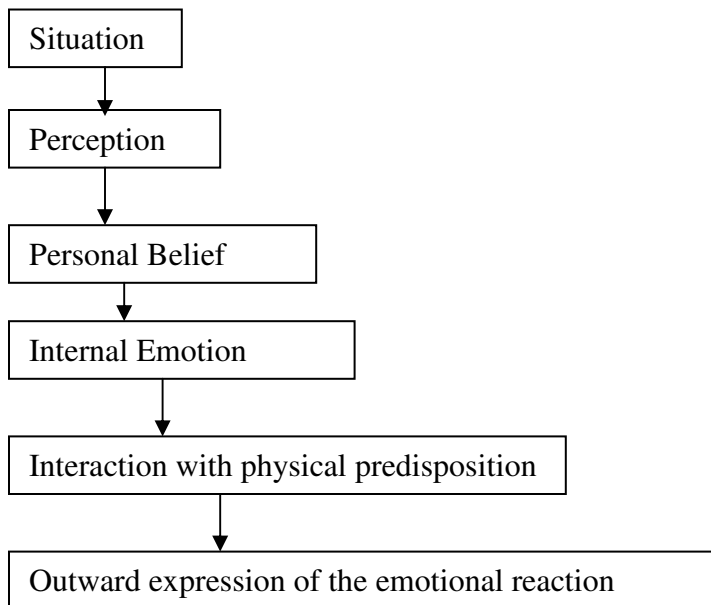 Situation
Perception
Personal Belief
Internal Emotion
Interaction with physical predisposition
Outward expression of the emotional reaction